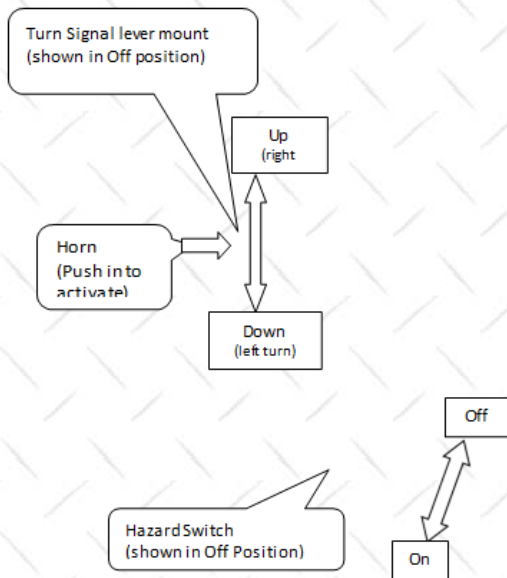 Turn Signal lever mount
(shown in Off position)
Up
(right
Horn
(Push in to
activate)
Down
(left turn)
Off
Hazard Switch
(shown in Off Position)
On